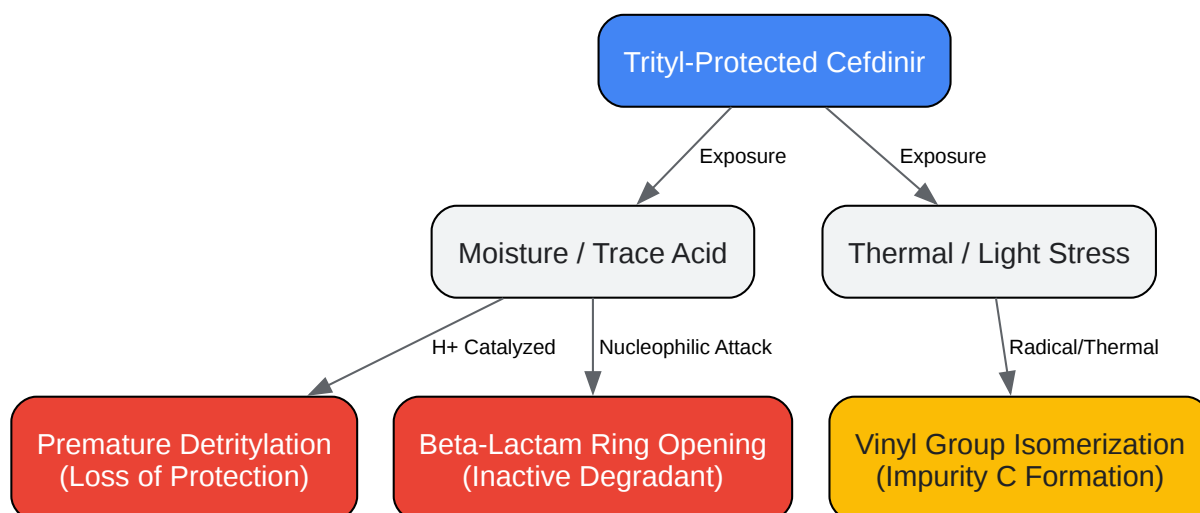 Trityl-Protected Cefdinir
Exposure
Exposure
Moisture / Trace Acid
Thermal / Light Stress
H+ Catalyzed
Nucleophilic Attack
Radical/Thermal
Premature Detritylation
(Loss of Protection)
Beta-Lactam Ring Opening
(Inactive Degradant)
Vinyl Group Isomerization
(Impurity C Formation)